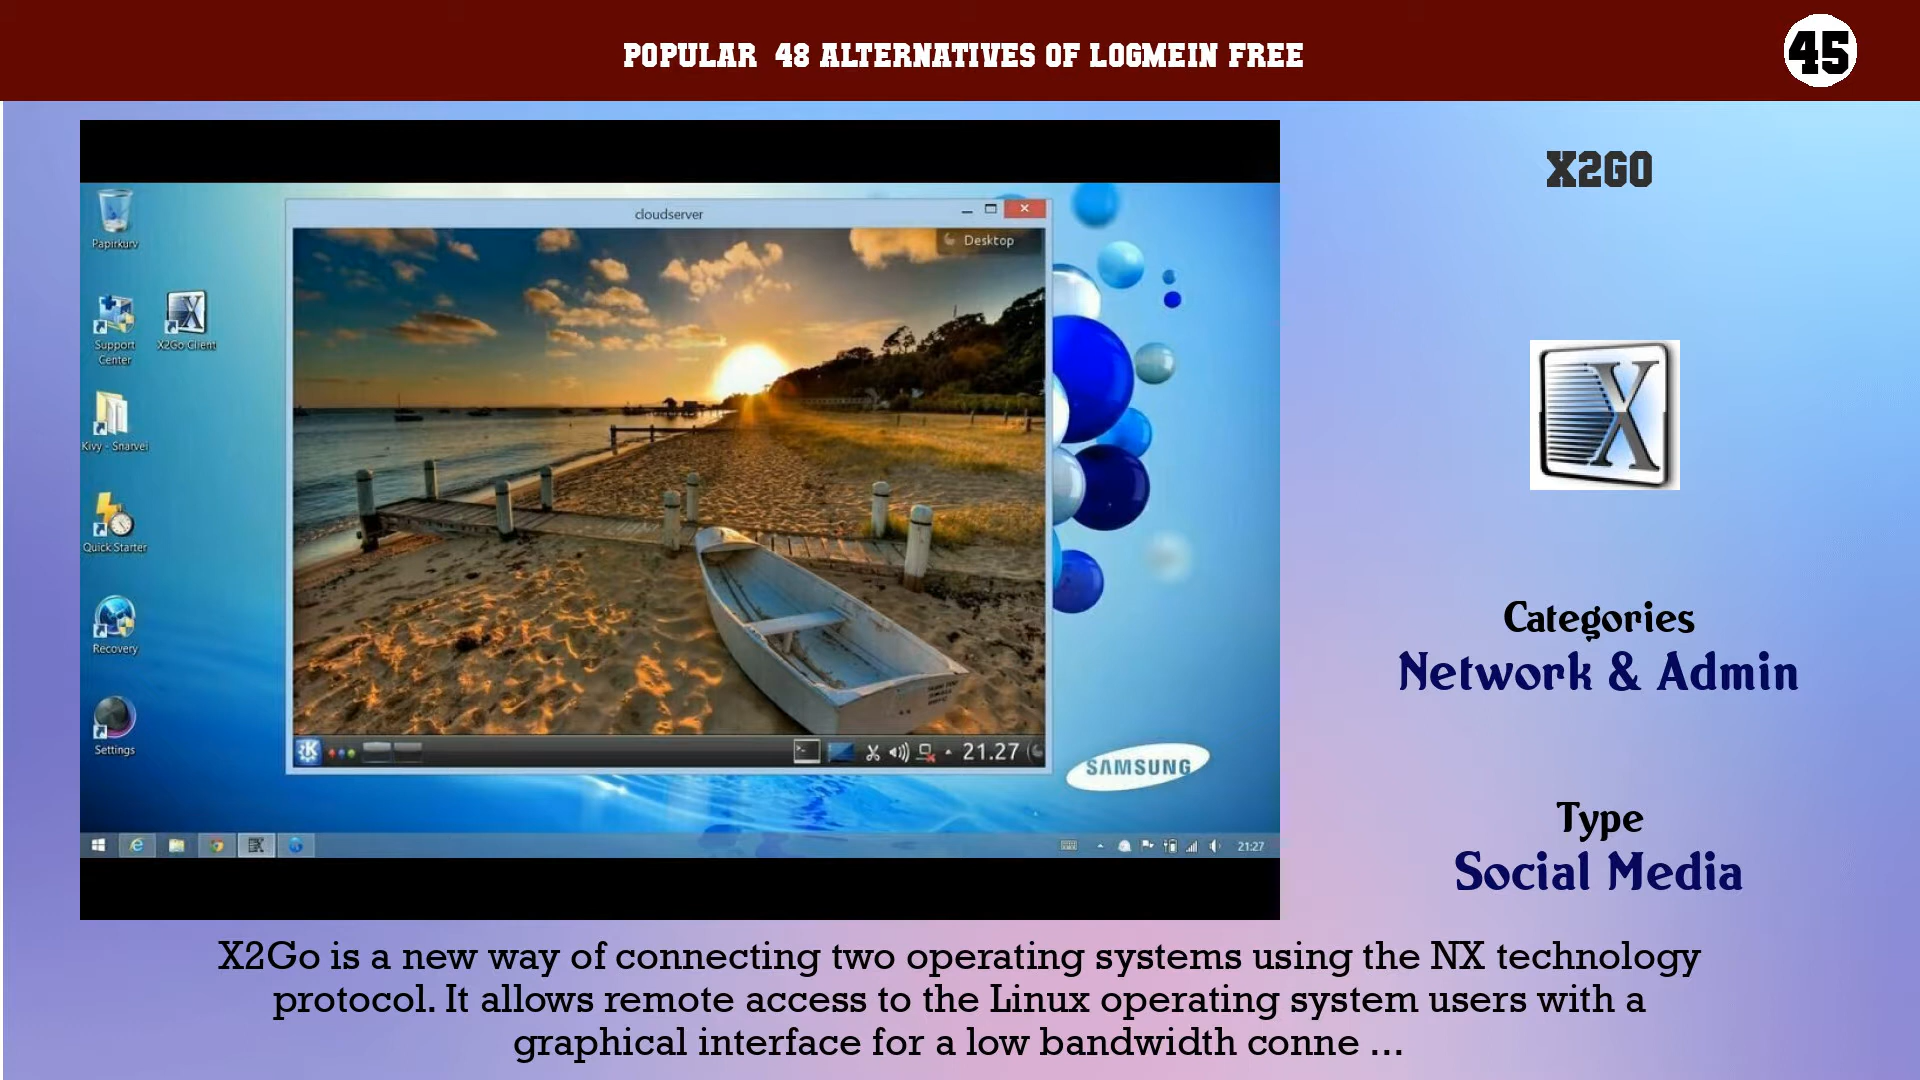 POPULAR 48 ALTERNATIVES OF LOGMEIN FREE
45
X2GO
cloudserver
Desktop
Papirkurv
Support
Center
X2Go Client
Kivy - Snarvei
Quick Starter
Recovery
Settings
21.27
SAMSUNG
21:27
X
Categories
Network & Admin
Type
Social Media
X2Go is a new way of connecting two operating systems using the NX technology
protocol. It allows remote access to the Linux operating system users with a
graphical interface for a low bandwidth conne ...